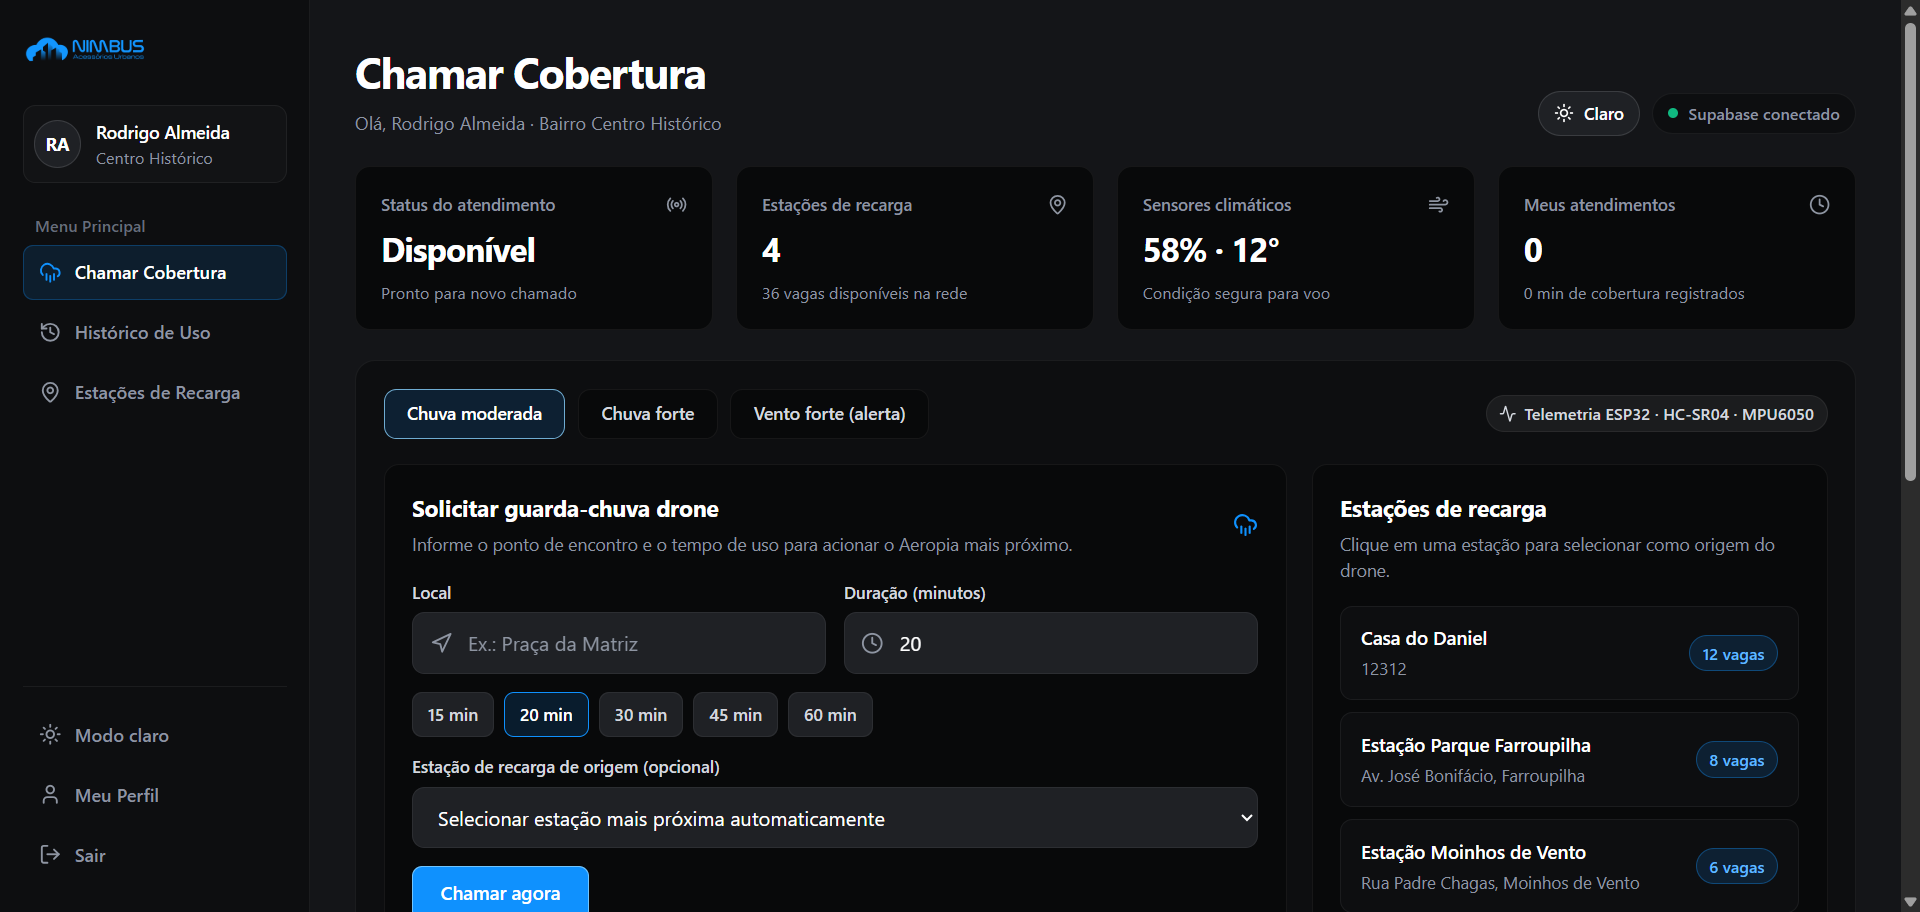 NIMBUS
Acessórios Urbanos
RA
Rodrigo Almeida
Centro Histórico
Menu Principal
Chamar Cobertura
Histórico de Uso
Estações de Recarga
Modo claro
Meu Perfil
Sair
Chamar Cobertura
Olá, Rodrigo Almeida · Bairro Centro Histórico
Claro
Supabase conectado
Status do atendimento
Disponível
Pronto para novo chamado
Estações de recarga
4
36 vagas disponíveis na rede
Sensores climáticos
58% · 12°
Condição segura para voo
Meus atendimentos
0
0 min de cobertura registrados
Chuva moderada
Chuva forte
Vento forte (alerta)
Telemetria ESP32 · HC-SR04 · MPU6050
Solicitar guarda-chuva drone
Informe o ponto de encontro e o tempo de uso para acionar o Aeropia mais próximo.
Local
Ex.: Praça da Matriz
Duração (minutos)
20
15 min
20 min
30 min
45 min
60 min
Estação de recarga de origem (opcional)
Selecionar estação mais próxima automaticamente
Chamar agora
Estações de recarga
Clique em uma estação para selecionar como origem do
drone.
Casa do Daniel
12312
12 vagas
Estação Parque Farroupilha
Av. José Bonifácio, Farroupilha
8 vagas
Estação Moinhos de Vento
Rua Padre Chagas, Moinhos de Vento
6 vagas